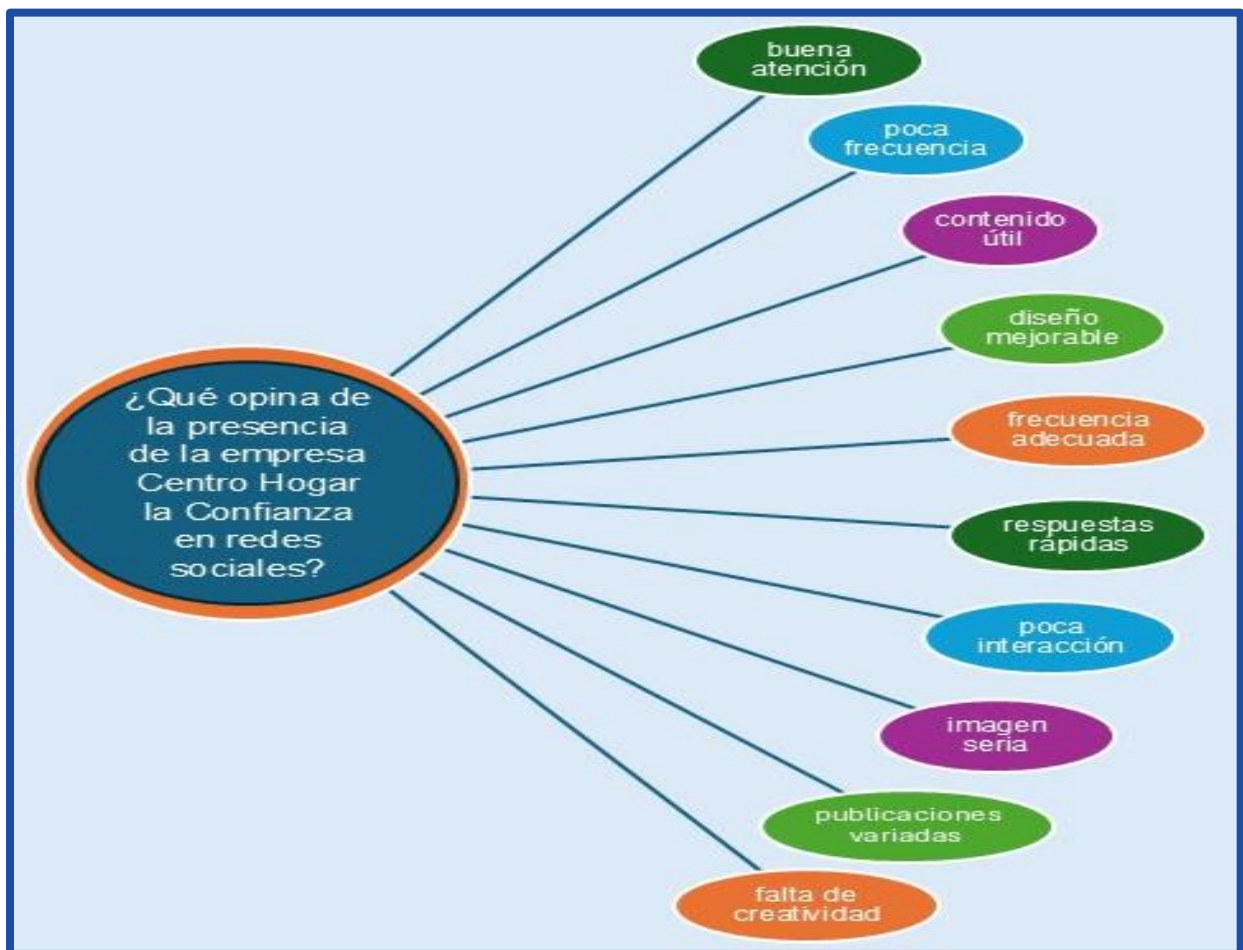 buena
atención
poca
frecuencia
contenido
útil
diseño
mejorable
¿Qué opina de
la presencia
de la empresa
Centro Hogar
la Confianza
en redes
sociales?
frecuencia
adecuada
respuestas
rápidas
poca
interacción
imagen
seria
publicaciones
variadas
falta de
creatividad